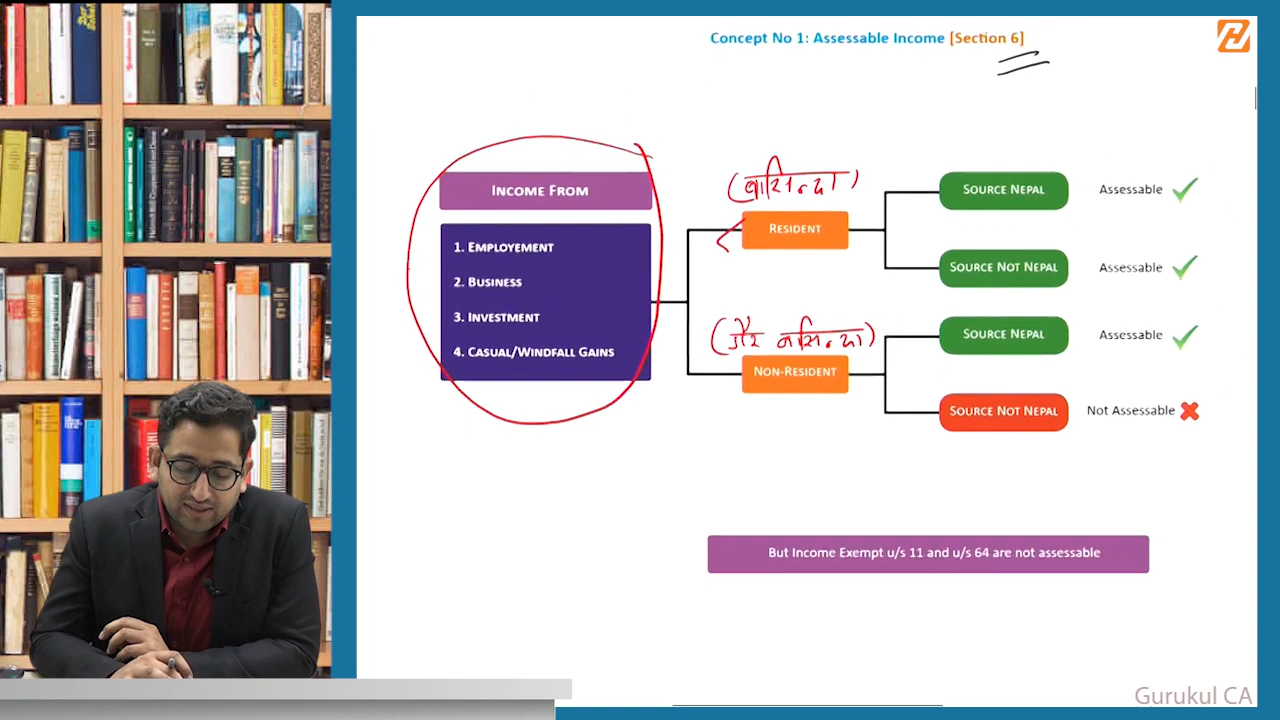 Concept No 1: Assessable Income [Section 6]
INCOME FROM
1. EMPLOYEMENT
2. BUSINESS
3. INVESTMENT
4. CASUAL/WINDFALL GAINS
(बासिन्दा)
RESIDENT
SOURCE NEPAL
Assessable
SOURCE NOT NEPAL
Assessable
(गैर बासिन्दा)
NON-RESIDENT
SOURCE NEPAL
Assessable
SOURCE NOT NEPAL
Not Assessable
But Income Exempt u/s 11 and u/s 64 are not assessable
Gurukul CA